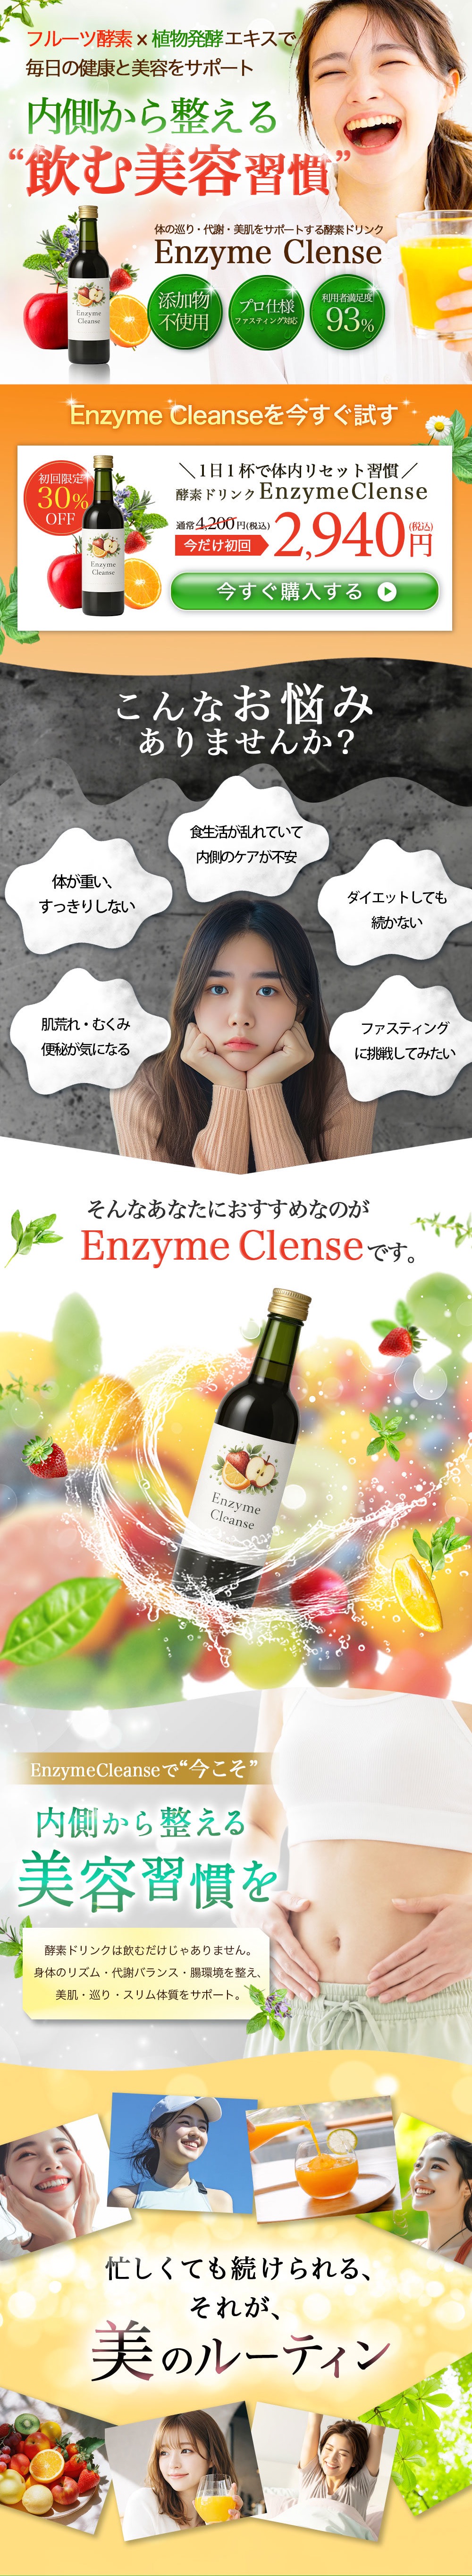 フルーツ酵素×植物発酵エキスで
毎日の健康と美容をサポート
内側から整える
“飲む美容習慣”
体の巡り・代謝・美肌をサポートする酵素ドリンク
Enzyme Clense
Enzyme
Cleanse
添加物
不使用
プロ仕様
ファスティング対応
利用者満足度
93%
Enzyme Cleanseを今すぐ試す
初回限定
30%
OFF
Enzyme
Cleanse
＼1日1杯で体内リセット習慣／
酵素ドリンクEnzymeClense
通常4,200円(税込)
今だけ初回
2,940円(税込)
今すぐ購入する
こんなお悩み
ありませんか？
食生活が乱れていて
内側のケアが不安
体が重い、
すっきりしない
ダイエットしても
続かない
肌荒れ・むくみ
便秘が気になる
ファスティング
に挑戦してみたい
そんなあなたにおすすめなのが
Enzyme Clenseです。
Enzyme
Cleanse
EnzymeCleanseで“今こそ”
内側から整える
美容習慣を
酵素ドリンクは飲むだけじゃありません。
身体のリズム・代謝バランス・腸環境を整え、
美肌・巡り・スリム体質をサポート。
忙しくても続けられる、
それが、
美のルーティン